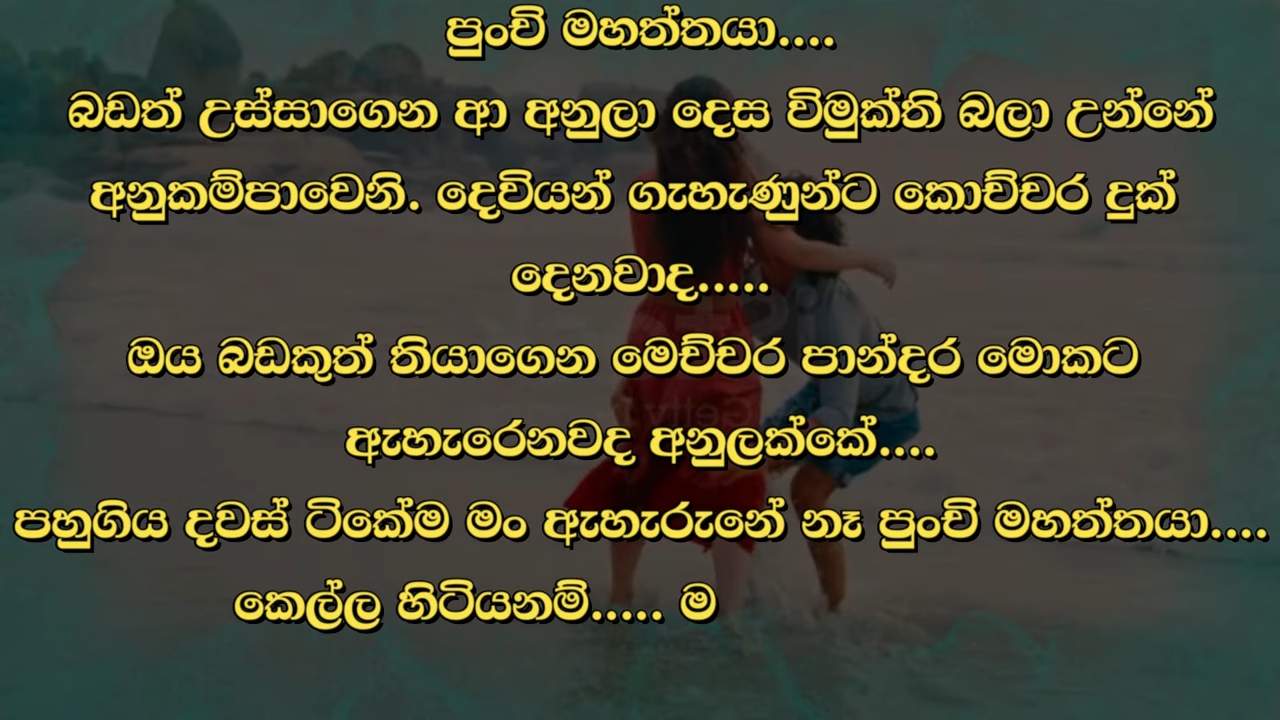 පුංචි මහත්තයා....
බඩත් උස්සාගෙන ආ අනුලා දෙස විමුක්ති බලා උන්නේ
අනුකම්පාවෙනි. දෙවියන් ගැහැණුන්ට කොච්චර දුක්
දෙනවාද.....
ඔය බඩකුත් තියාගෙන මෙච්චර පාන්දර මොකට
ඇහැරෙනවද අනුලක්කේ....
පහුගිය දවස් ටිකේම මං ඇහැරුනේ නෑ පුංචි මහත්තයා....
කෙල්ල හිටියනම්..... ම